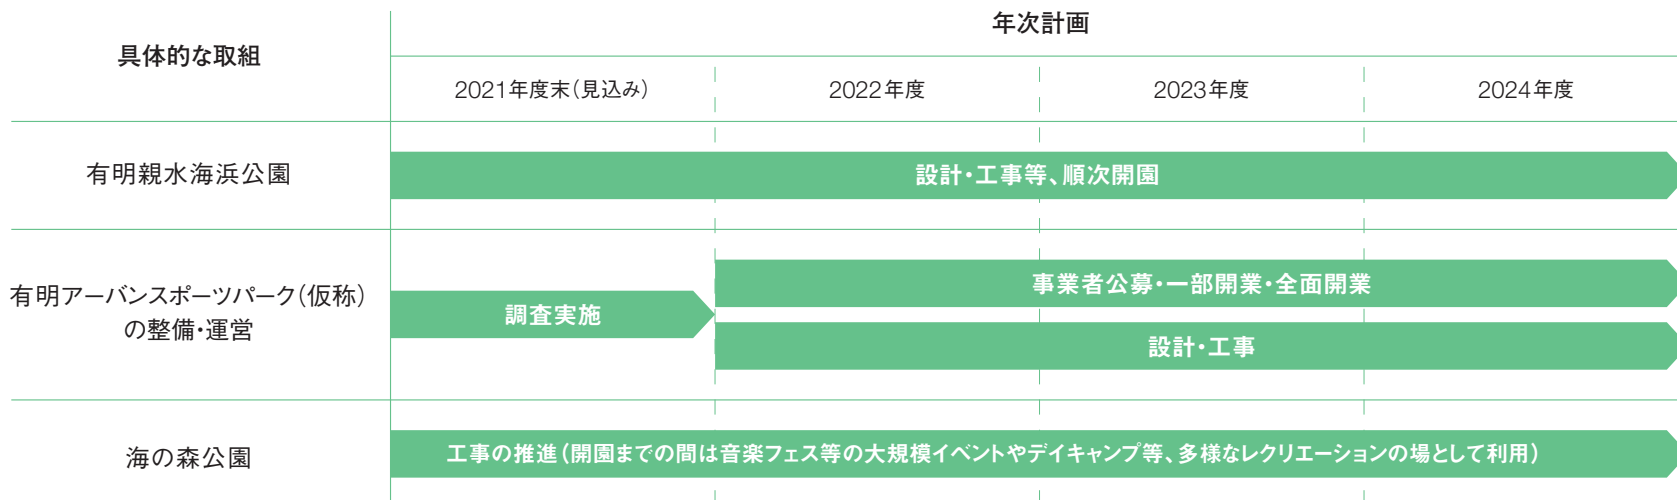 具体的な取組
年次計画
2021年度末（見込み）
2022年度
2023年度
2024年度
有明親水海浜公園
設計・工事等、順次開園
有明アーバンスポーツパーク（仮称）
の整備・運営
調査実施
事業者公募・一部開業・全面開業
設計・工事
海の森公園
工事の推進（開園までの間は音楽フェス等の大規模イベントやデイキャンプ等、多様なレクリエーションの場として利用）